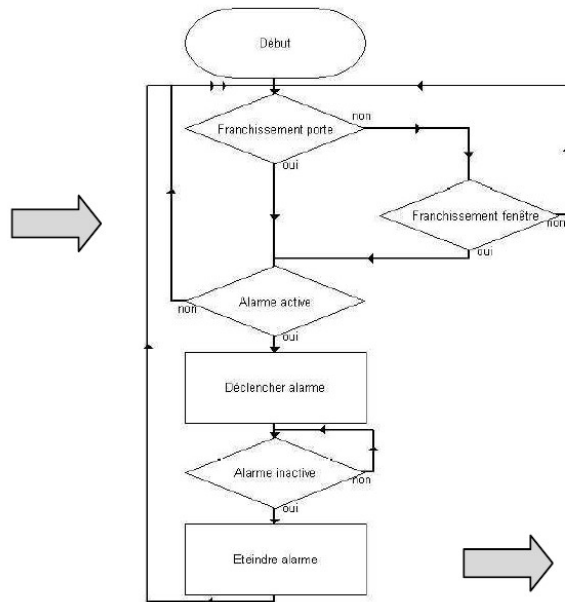 Début
Franchissement porte
non
oui
Franchissement fenêtre
non
oui
Alarme active
non
oui
Déclencher alarme
Alarme inactive
non
oui
Eteindre alarme